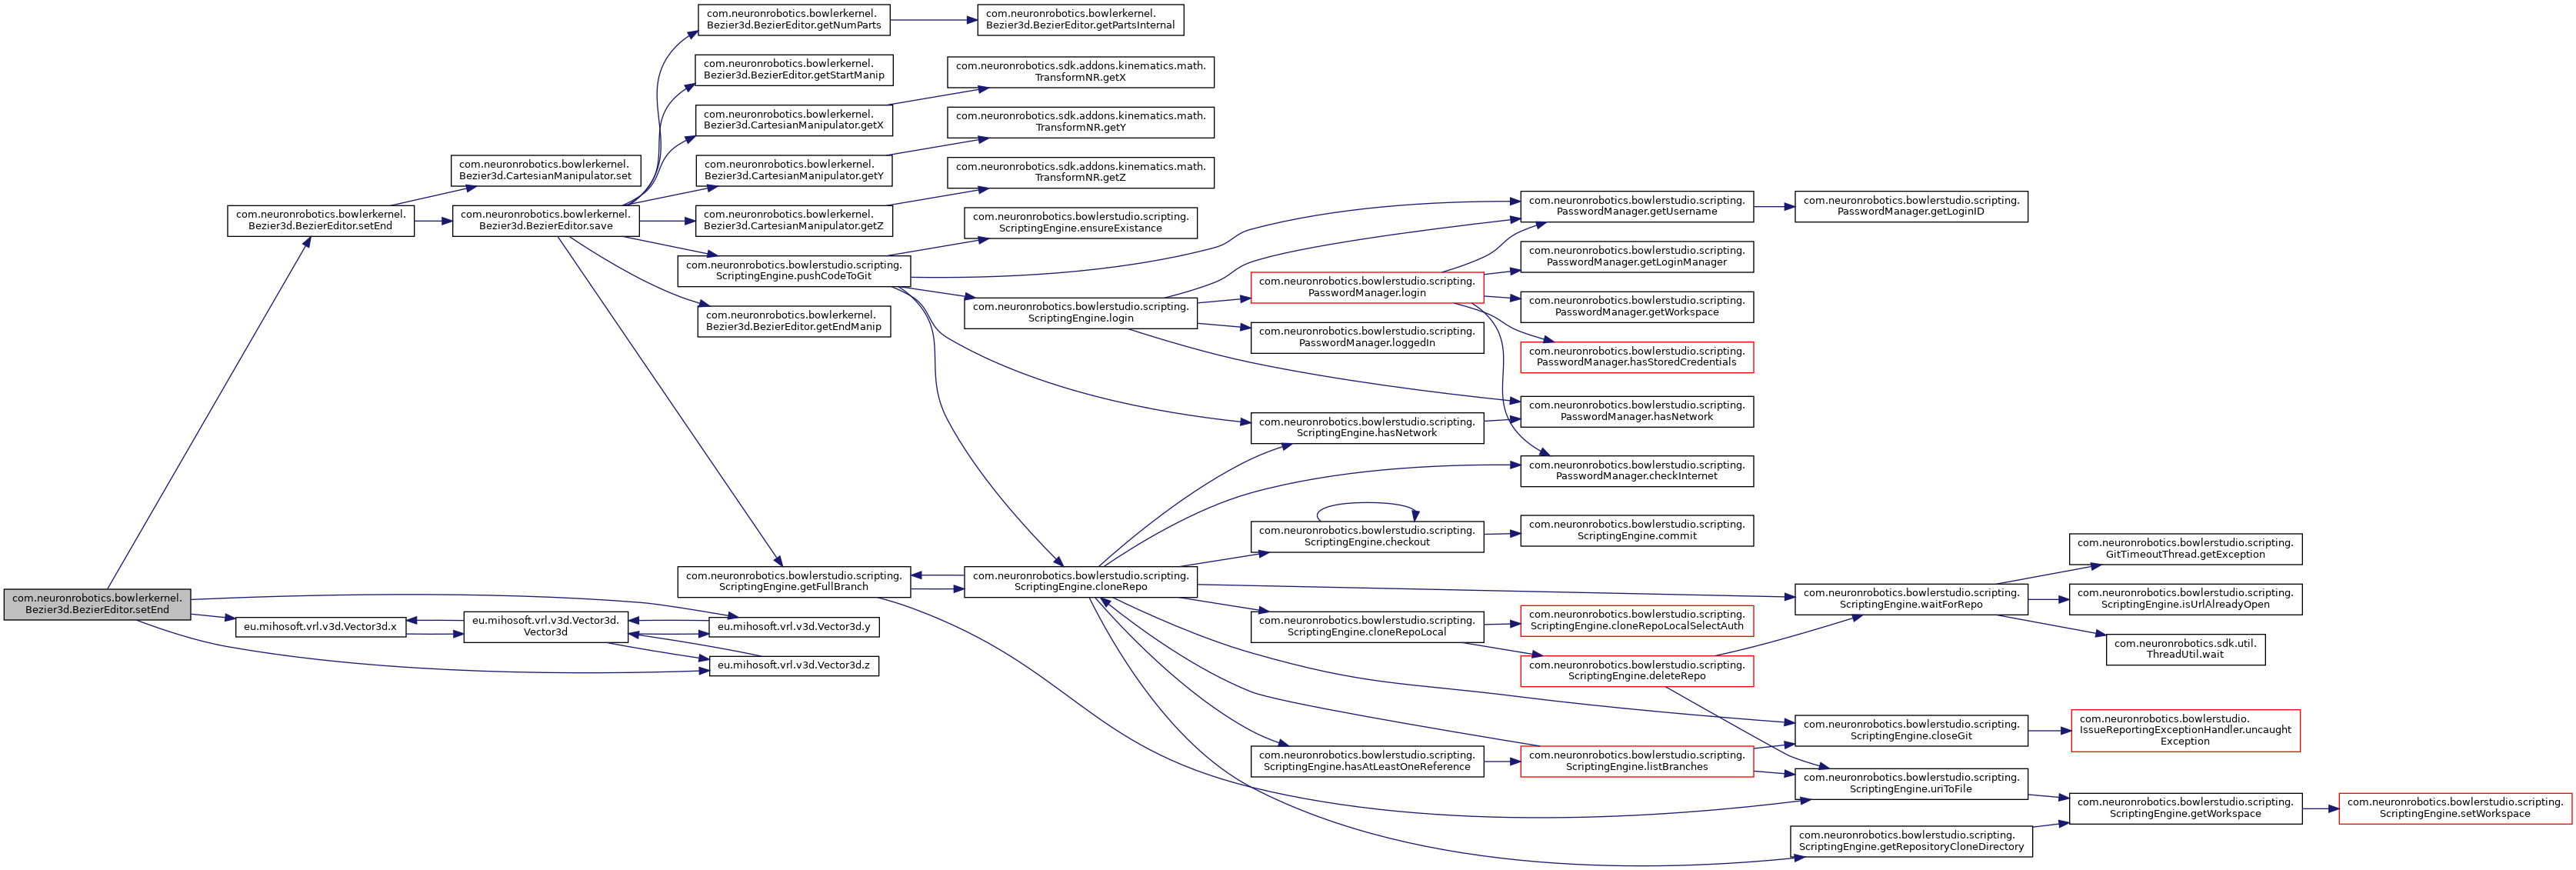 com.neuronrobotics.bowlerkernel.
Bezier3d.BezierEditor.getNumParts
com.neuronrobotics.bowlerkernel.
Bezier3d.BezierEditor.getPartsInternal
com.neuronrobotics.bowlerkernel.
Bezier3d.BezierEditor.getStartManip
com.neuronrobotics.sdk.addons.kinematics.math.
TransformNR.getX
com.neuronrobotics.bowlerkernel.
Bezier3d.CartesianManipulator.getX
com.neuronrobotics.sdk.addons.kinematics.math.
TransformNR.getY
com.neuronrobotics.bowlerkernel.
Bezier3d.CartesianManipulator.set
com.neuronrobotics.bowlerkernel.
Bezier3d.CartesianManipulator.getY
com.neuronrobotics.sdk.addons.kinematics.math.
TransformNR.getZ
com.neuronrobotics.bowlerkernel.
Bezier3d.BezierEditor.setEnd
com.neuronrobotics.bowlerkernel.
Bezier3d.BezierEditor.save
com.neuronrobotics.bowlerkernel.
Bezier3d.CartesianManipulator.getZ
com.neuronrobotics.bowlerstudio.scripting.
ScriptingEngine.ensureExistance
com.neuronrobotics.bowlerstudio.scripting.
PasswordManager.getUsername
com.neuronrobotics.bowlerstudio.scripting.
PasswordManager.getLoginID
com.neuronrobotics.bowlerstudio.scripting.
ScriptingEngine.pushCodeToGit
com.neuronrobotics.bowlerstudio.scripting.
PasswordManager.getLoginManager
com.neuronrobotics.bowlerstudio.scripting.
PasswordManager.login
com.neuronrobotics.bowlerkernel.
Bezier3d.BezierEditor.getEndManip
com.neuronrobotics.bowlerstudio.scripting.
ScriptingEngine.login
com.neuronrobotics.bowlerstudio.scripting.
PasswordManager.getWorkspace
com.neuronrobotics.bowlerstudio.scripting.
PasswordManager.loggedIn
com.neuronrobotics.bowlerstudio.scripting.
PasswordManager.hasStoredCredentials
com.neuronrobotics.bowlerstudio.scripting.
PasswordManager.hasNetwork
com.neuronrobotics.bowlerstudio.scripting.
ScriptingEngine.hasNetwork
com.neuronrobotics.bowlerstudio.scripting.
PasswordManager.checkInternet
com.neuronrobotics.bowlerstudio.scripting.
ScriptingEngine.checkout
com.neuronrobotics.bowlerstudio.scripting.
ScriptingEngine.commit
com.neuronrobotics.bowlerstudio.scripting.
GitTimeoutThread.getException
com.neuronrobotics.bowlerkernel.
Bezier3d.BezierEditor.setEnd
com.neuronrobotics.bowlerstudio.scripting.
ScriptingEngine.getFullBranch
com.neuronrobotics.bowlerstudio.scripting.
ScriptingEngine.cloneRepo
com.neuronrobotics.bowlerstudio.scripting.
ScriptingEngine.waitForRepo
com.neuronrobotics.bowlerstudio.scripting.
ScriptingEngine.isUrlAlreadyOpen
eu.mihosoft.vrl.v3d.Vector3d.x
eu.mihosoft.vrl.v3d.Vector3d.
Vector3d
eu.mihosoft.vrl.v3d.Vector3d.y
com.neuronrobotics.bowlerstudio.scripting.
ScriptingEngine.cloneRepoLocal
com.neuronrobotics.bowlerstudio.scripting.
ScriptingEngine.cloneRepoLocalSelectAuth
com.neuronrobotics.sdk.util.
ThreadUtil.wait
eu.mihosoft.vrl.v3d.Vector3d.z
com.neuronrobotics.bowlerstudio.scripting.
ScriptingEngine.deleteRepo
com.neuronrobotics.bowlerstudio.scripting.
ScriptingEngine.closeGit
com.neuronrobotics.bowlerstudio.
IssueReportingExceptionHandler.uncaught
Exception
com.neuronrobotics.bowlerstudio.scripting.
ScriptingEngine.hasAtLeastOneReference
com.neuronrobotics.bowlerstudio.scripting.
ScriptingEngine.listBranches
com.neuronrobotics.bowlerstudio.scripting.
ScriptingEngine.uriToFile
com.neuronrobotics.bowlerstudio.scripting.
ScriptingEngine.getWorkspace
com.neuronrobotics.bowlerstudio.scripting.
ScriptingEngine.setWorkspace
com.neuronrobotics.bowlerstudio.scripting.
ScriptingEngine.getRepositoryCloneDirectory